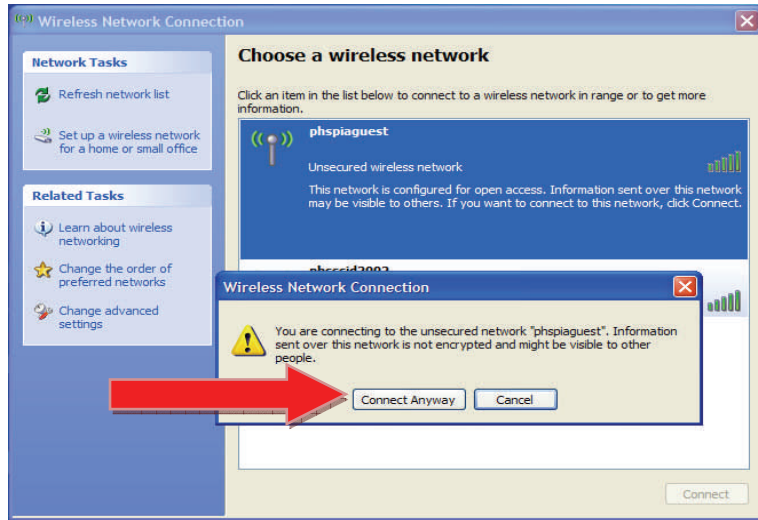 Wireless Network Connection
Network Tasks
Refresh network list
Set up a wireless network
for a home or small office
Related Tasks
Learn about wireless
networking
Change the order of
preferred networks
Change advanced
settings
Choose a wireless network
Click an item in the list below to connect to a wireless network in range or to get more
information.
phspiaguest
Unsecured wireless network
This network is configured for open access. Information sent over this network
may be visible to others. If you want to connect to this network, click Connect.
Wireless Network Connection
You are connecting to the unsecured network "phspiaguest". Information
sent over this network is not encrypted and might be visible to other
people.
Connect Anyway
Cancel
Connect